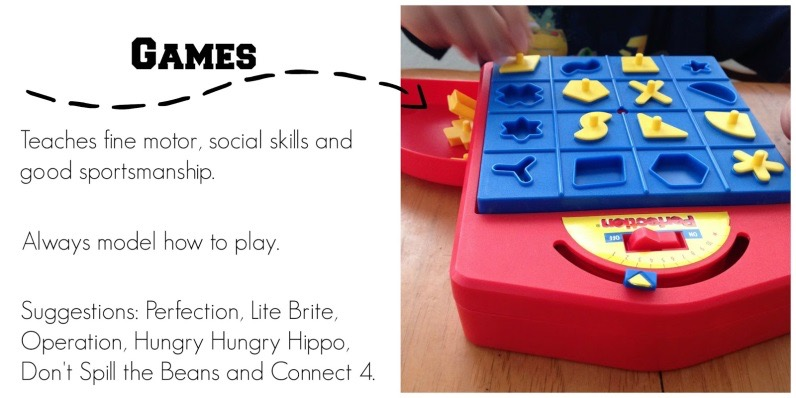 Games
Teaches fine motor, social skills and
good sportsmanship.
Always model how to play.
Suggestions: Perfection, Lite Brite,
Operation, Hungry Hungry Hippo,
Don't Spill the Beans and Connect 4.
Perfection
ON OFF